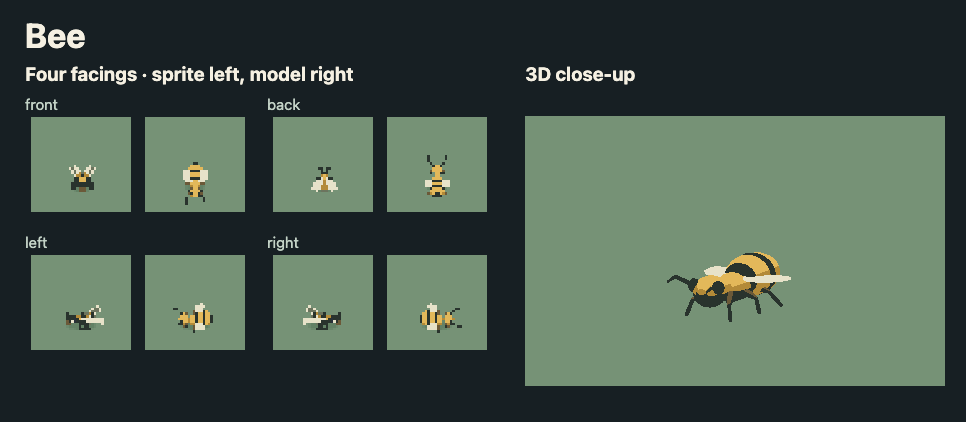 Bee
Four facings · sprite left, model right
3D close-up
front
back
left
right